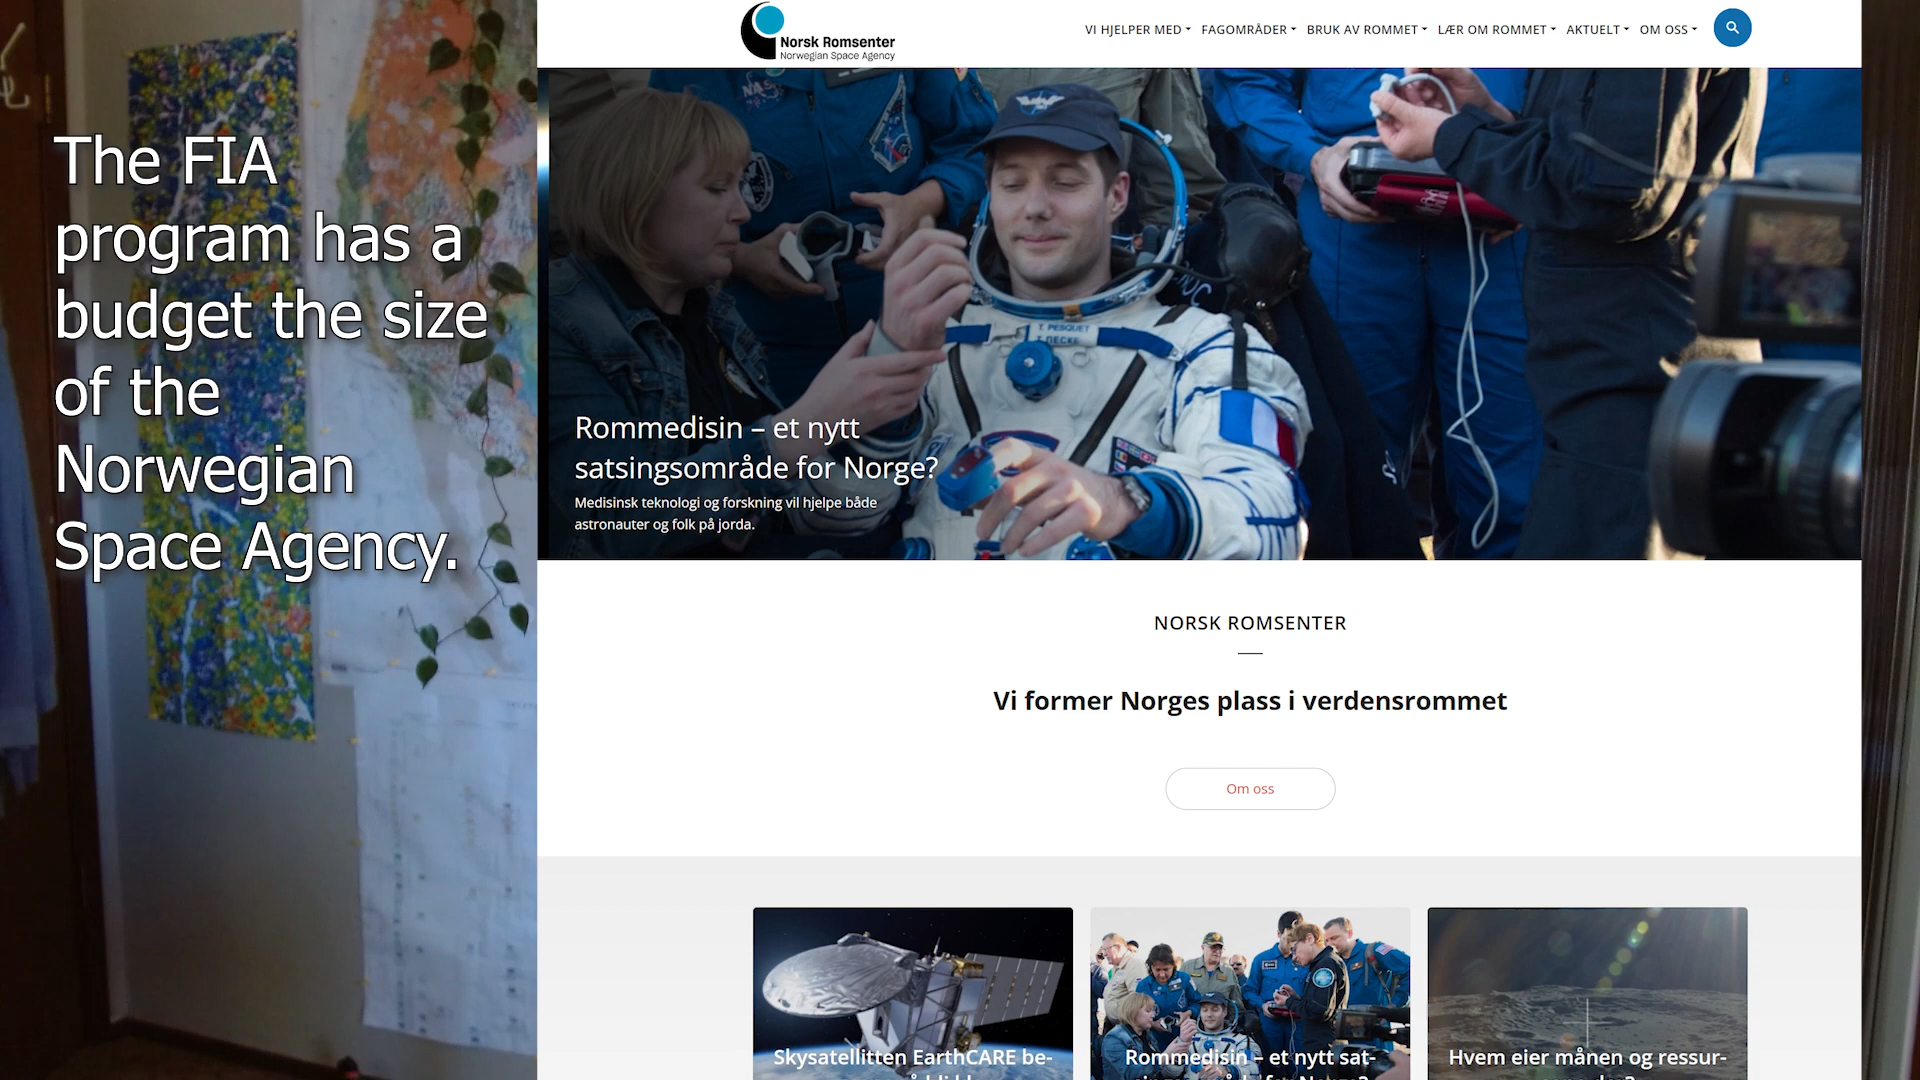 The FIA
program has a
budget the size
of the
Norwegian
Space Agency.
Norsk Romsenter
Norwegian Space Agency
VI HJELPER MED
FAGOMRÅDER
BRUK AV ROMMET
LÆR OM ROMMET
AKTUELT
OM OSS
NASA
T. PESQUET
Rommedisin – et nytt
satsingsområde for Norge?
Medisinsk teknologi og forskning vil hjelpe både
astronauter og folk på jorda.
NORSK ROMSENTER
Vi former Norges plass i verdensrommet
Om oss
Skysatellitten EarthCARE be-
Rommedisin – et nytt sat-
Hvem eier månen og ressur-